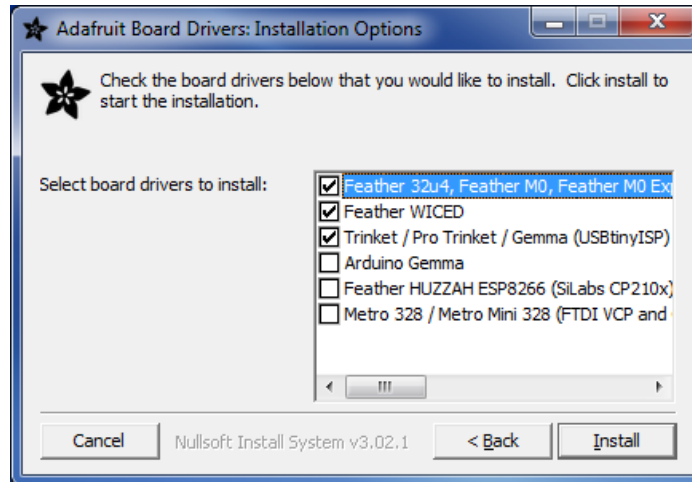 Adafruit Board Drivers: Installation Options
Check the board drivers below that you would like to install. Click install to
start the installation.
Select board drivers to install:
Feather 32u4, Feather M0, Feather M0 Exp
Feather WICED
Trinket / Pro Trinket / Gemma (USBtinyISP)
Arduino Gemma
Feather HUZZAH ESP8266 (SiLabs CP210x)
Metro 328 / Metro Mini 328 (FTDI VCP and
Cancel
Nullsoft Install System v3.02.1
< Back
Install